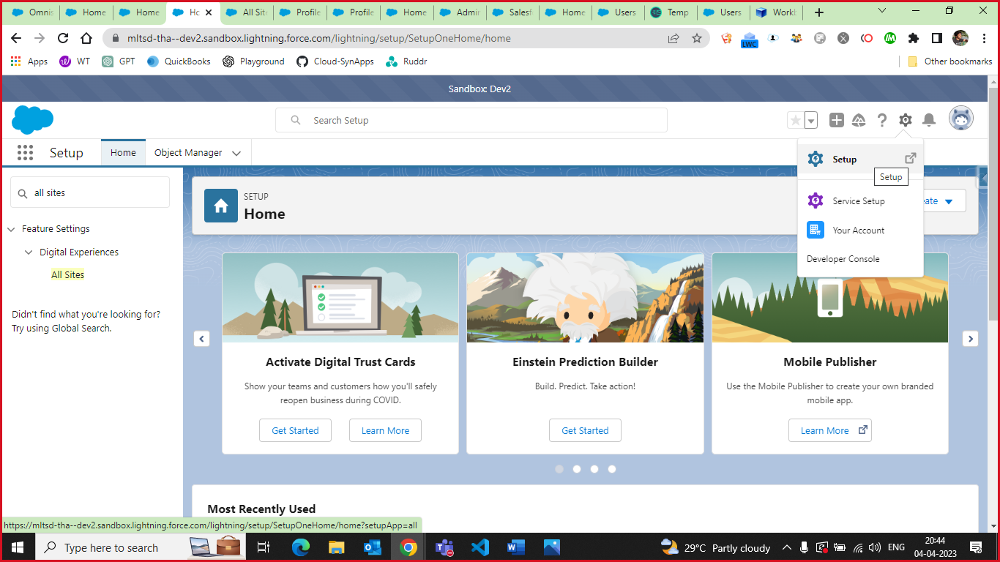 Omnis
Home
Home
Ho
All Sit
Profile
Profile
Home
Admin
Salesf
Home
Users
Temp
Users
Workl
mltsd-tha--dev2.sandbox.lightning.force.com/lightning/setup/SetupOneHome/home
LWC
Apps
WT
GPT
QuickBooks
Playground
Cloud-SynApps
Ruddr
Other bookmarks
Sandbox: Dev2
Search Setup
Setup
Home
Object Manager
Setup
Setup
Service Setup
Your Account
Developer Console
all sites
Feature Settings
Digital Experiences
All Sites
Didn't find what you're looking for?
Try using Global Search.
SETUP
Home
eate
Activate Digital Trust Cards
Show your teams and customers how you'll safely
reopen business during COVID.
Get Started
Learn More
Einstein Prediction Builder
Build. Predict. Take action!
Get Started
Mobile Publisher
Use the Mobile Publisher to create your own branded
mobile app.
Learn More
Most Recently Used
https://mltsd-tha--dev2.sandbox.lightning.force.com/lightning/setup/SetupOneHome/home?setupApp=all
Type here to search
29°C Partly cloudy
ENG
20:44
04-04-2023